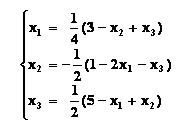 x₁ = 1/4 (3 - x₂ + x₃)
x₂ = -1/2 (1 - 2x₁ - x₃)
x₃ = 1/2 (5 - x₁ + x₂)